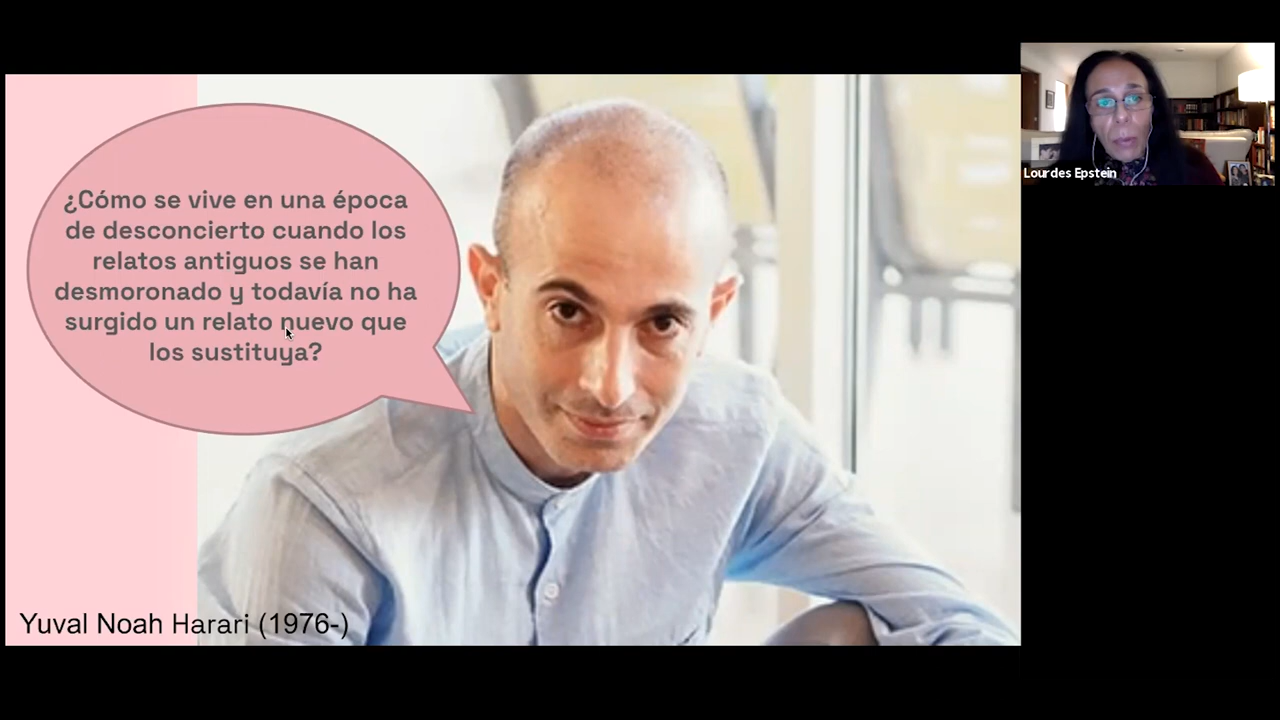 ¿Cómo se vive en una época
de desconcierto cuando los
relatos antiguos se han
desmoronado y todavía no ha
surgido un relato nuevo que
los sustituya?
Yuval Noah Harari (1976-)
Lourdes Epstein